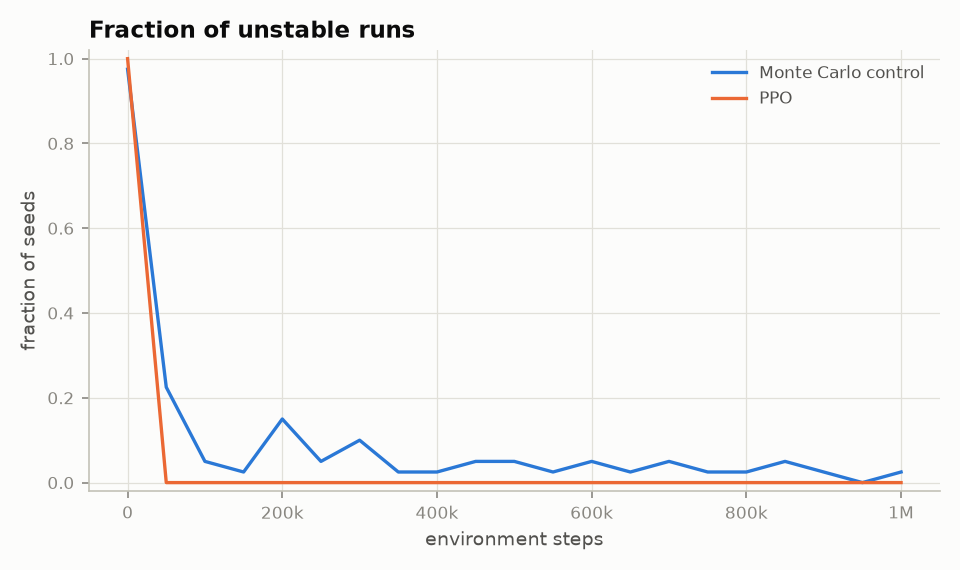 Fraction of unstable runs
Monte Carlo control
PPO
fraction of seeds
1.0
0.8
0.6
0.4
0.2
0.0
0
200k
400k
600k
800k
1M
environment steps